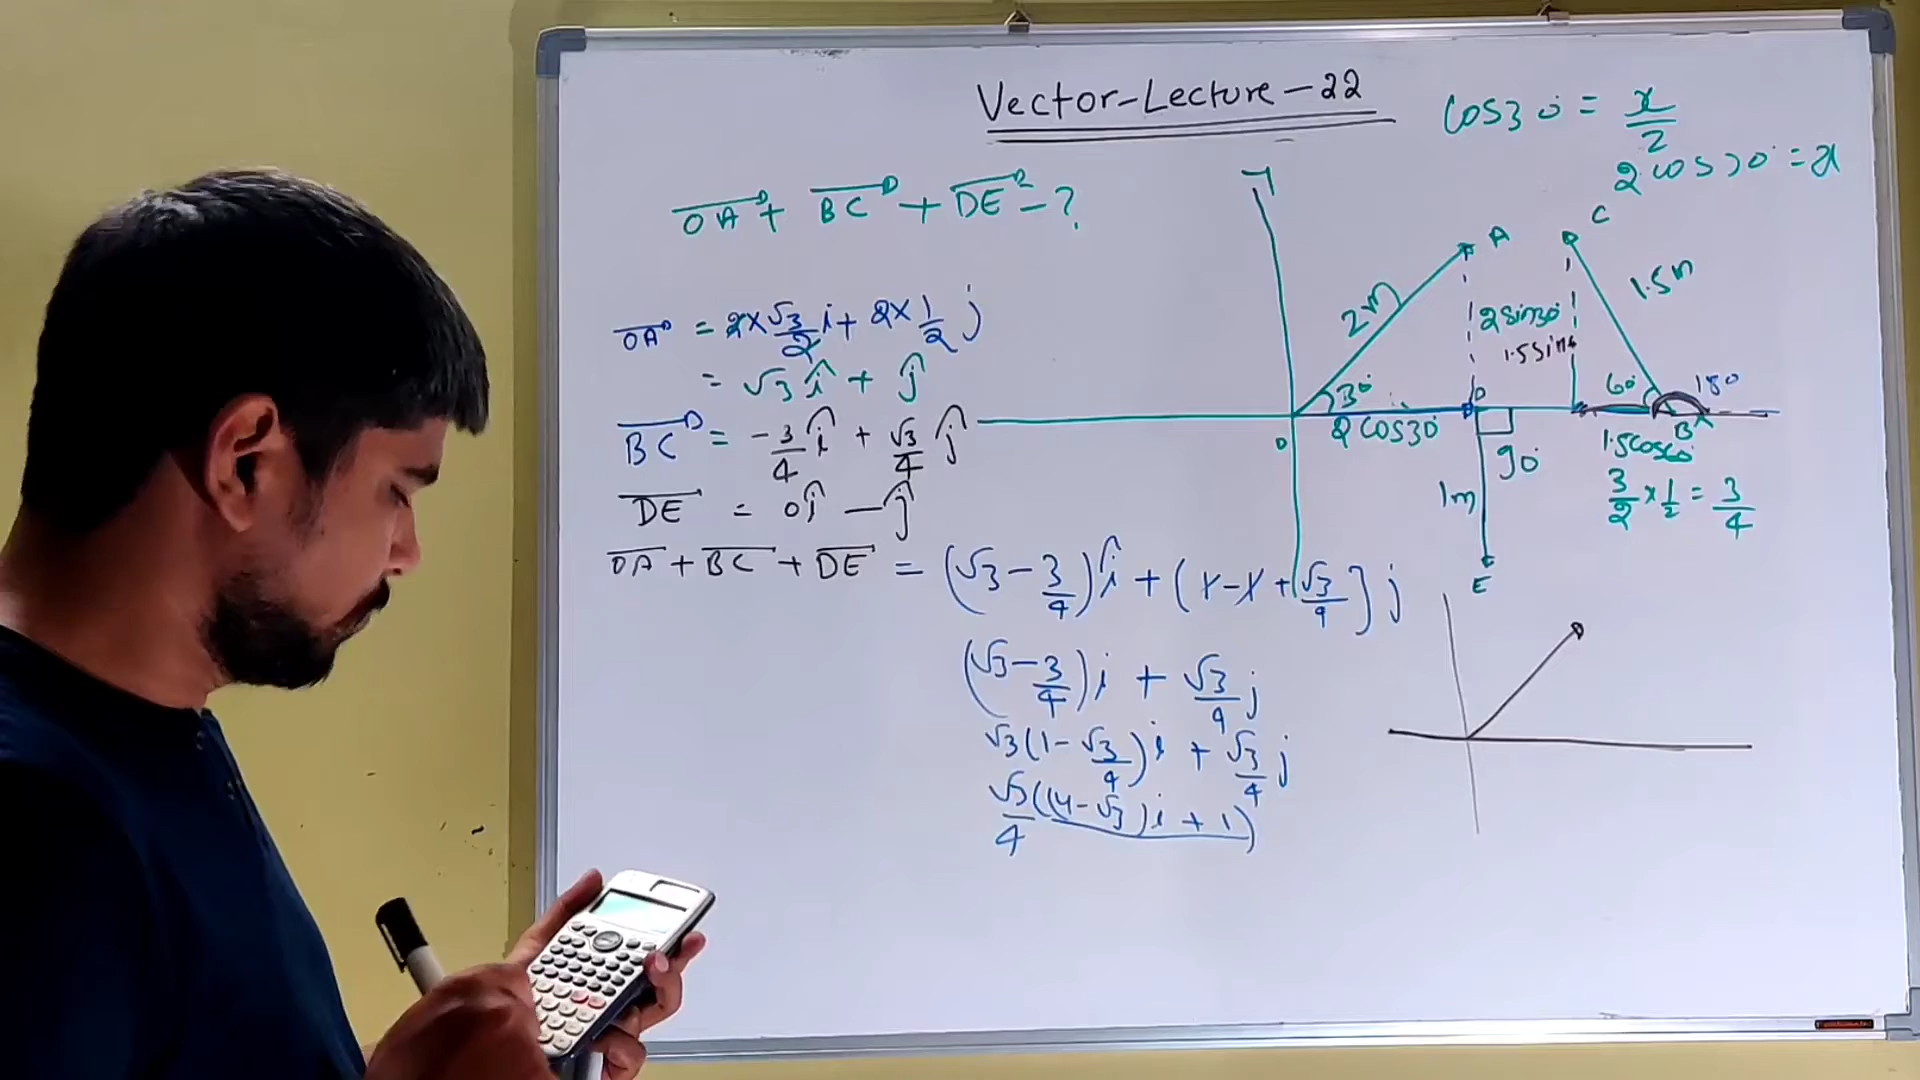 Vector-Lecture-22
cos30° = x/2
2cos30° = x
OA + BC + DE = ?
OA = 2×√3/2 i + 2×1/2 j
= √3 î + ĵ
BC = -3/4 î + √3/4 ĵ
DE = 0î - ĵ
OA + BC + DE = (√3 - 3/4) î + (1 - 1 + √3/4) j
(√3 - 3/4) i + √3/4 j
√3(1 - √3/4) i + √3/4 j
√3/4((4 - √3) i + 1)
Y
A
C
2m
1.5m
2sin30°
1.5sin
30°
D
60°
180
O
2cos30°
B
90°
1.5cos60°
1m
3/2 × 1/2 = 3/4
E